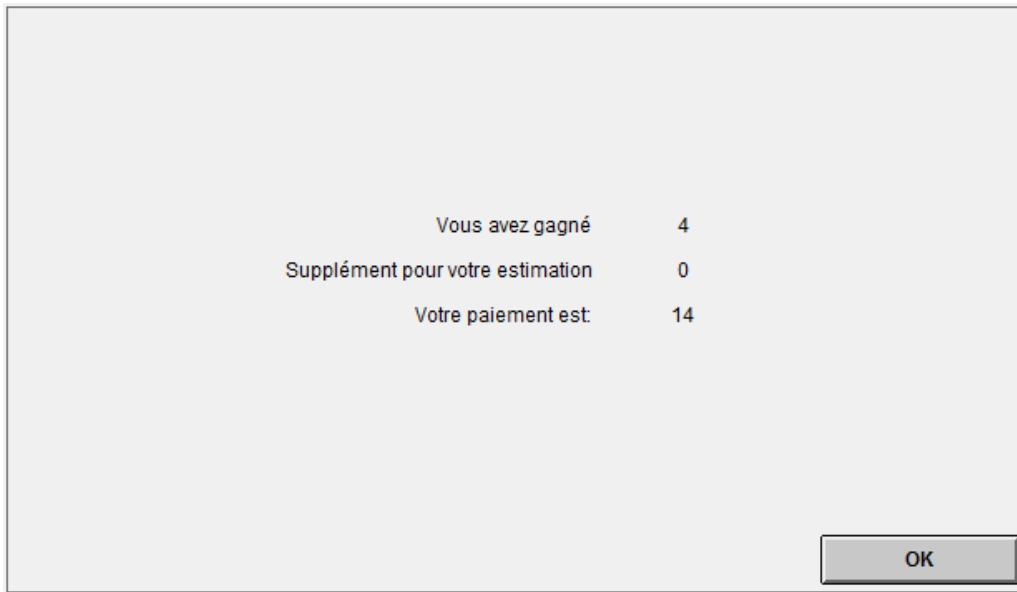 Vous avez gagné 4
Supplément pour votre estimation 0
Votre paiement est: 14
OK